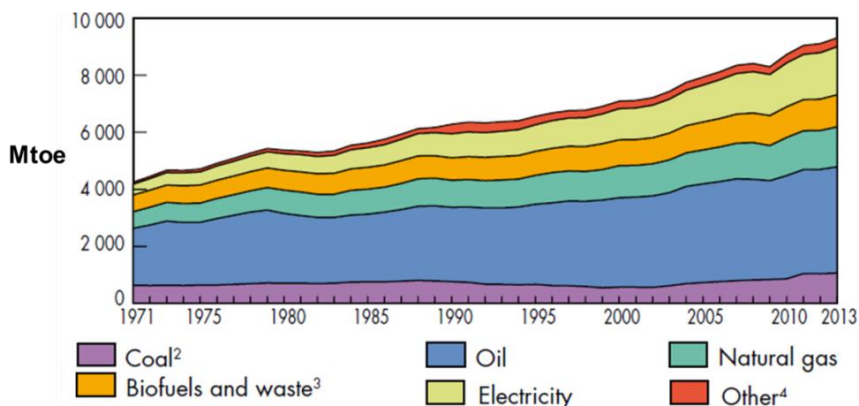 10 000
8 000
6 000
Mtoe
4 000
2 000
0
1971 1975 1980 1985 1990 1995 2000 2005 2010 2013
Coal² Oil Natural gas
Biofuels and waste³ Electricity Other⁴